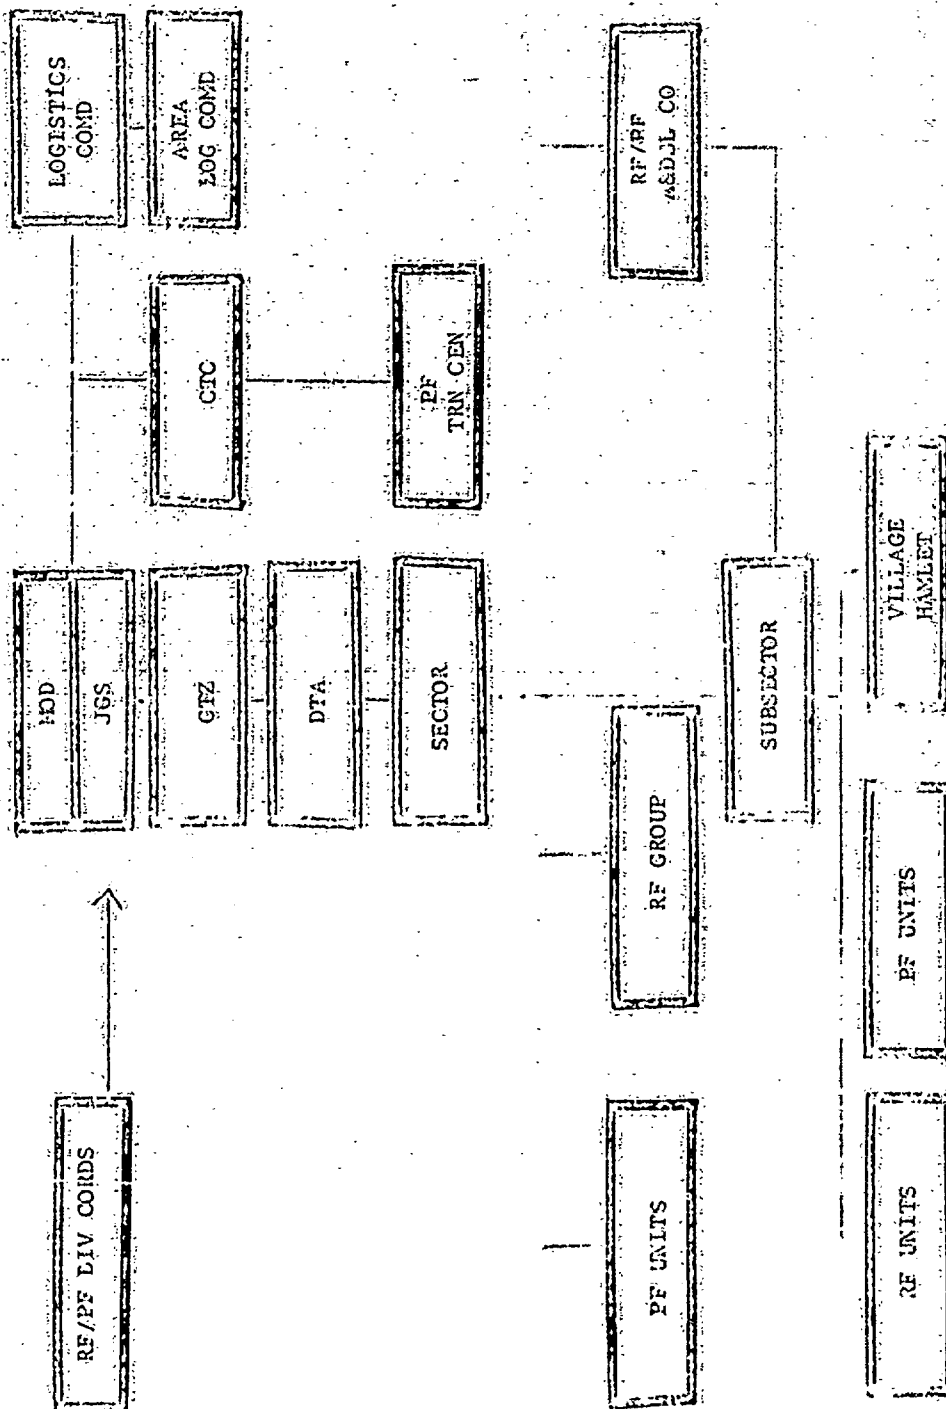 RF/PF DIV CORDS
MOD
JGS
LOGISTICS
COMD
CTZ
CTC
AREA
LOG COMD
DTA
SECTOR
PF
TRN CEN
PF UNITS
RF GROUP
RF/PF
CO
SUBSECTOR
RF UNITS
PF UNITS
VILLAGE
HAMLET